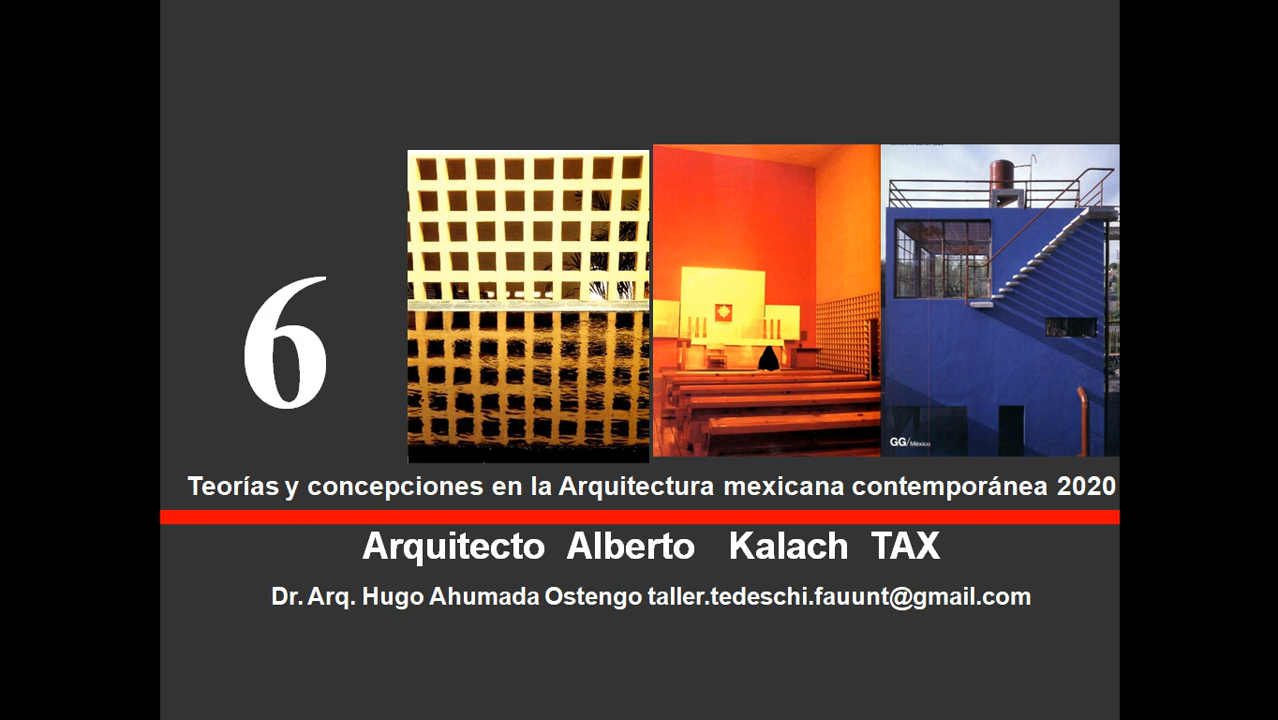 6
GG/México
Teorías y concepciones en la Arquitectura mexicana contemporánea 2020
Arquitecto Alberto Kalach TAX
Dr. Arq. Hugo Ahumada Ostengo taller.tedeschi.fauunt@gmail.com